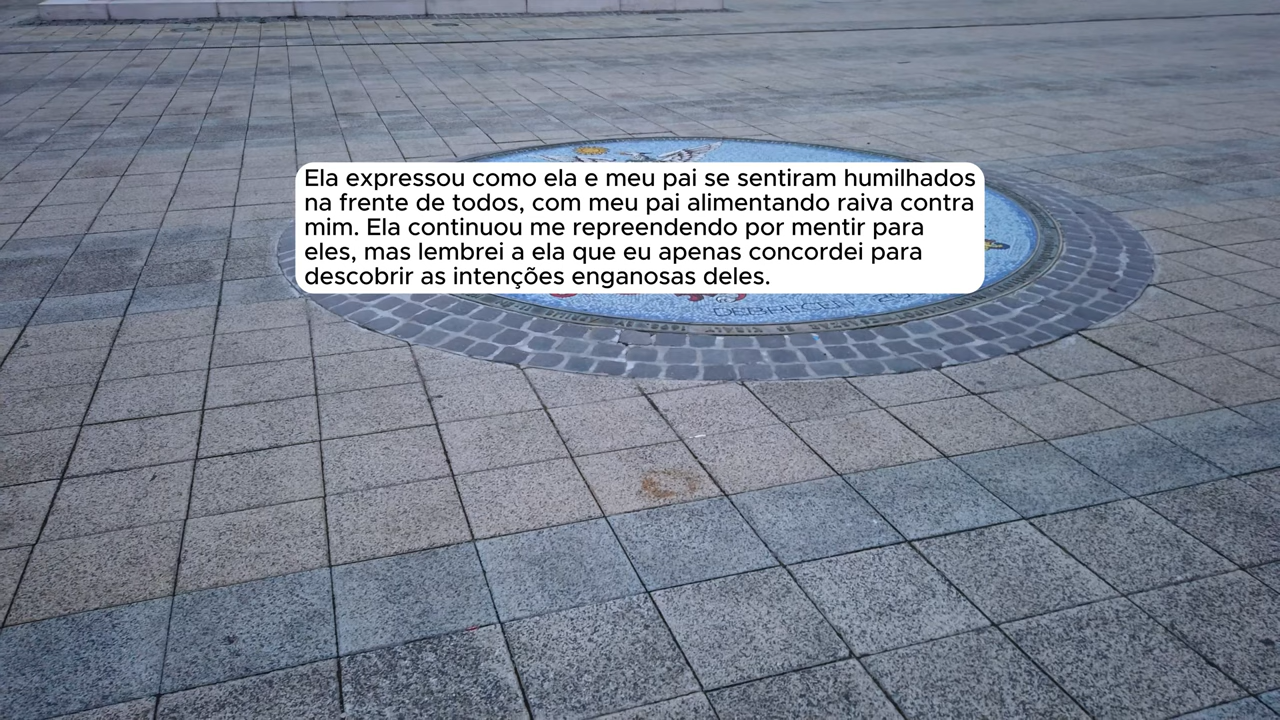 Ela expressou como ela e meu pai se sentiram humilhados
na frente de todos, com meu pai alimentando raiva contra
mim. Ela continuou me repreendendo por mentir para
eles, mas lembrei a ela que eu apenas concordei para
descobrir as intenções enganosas deles.